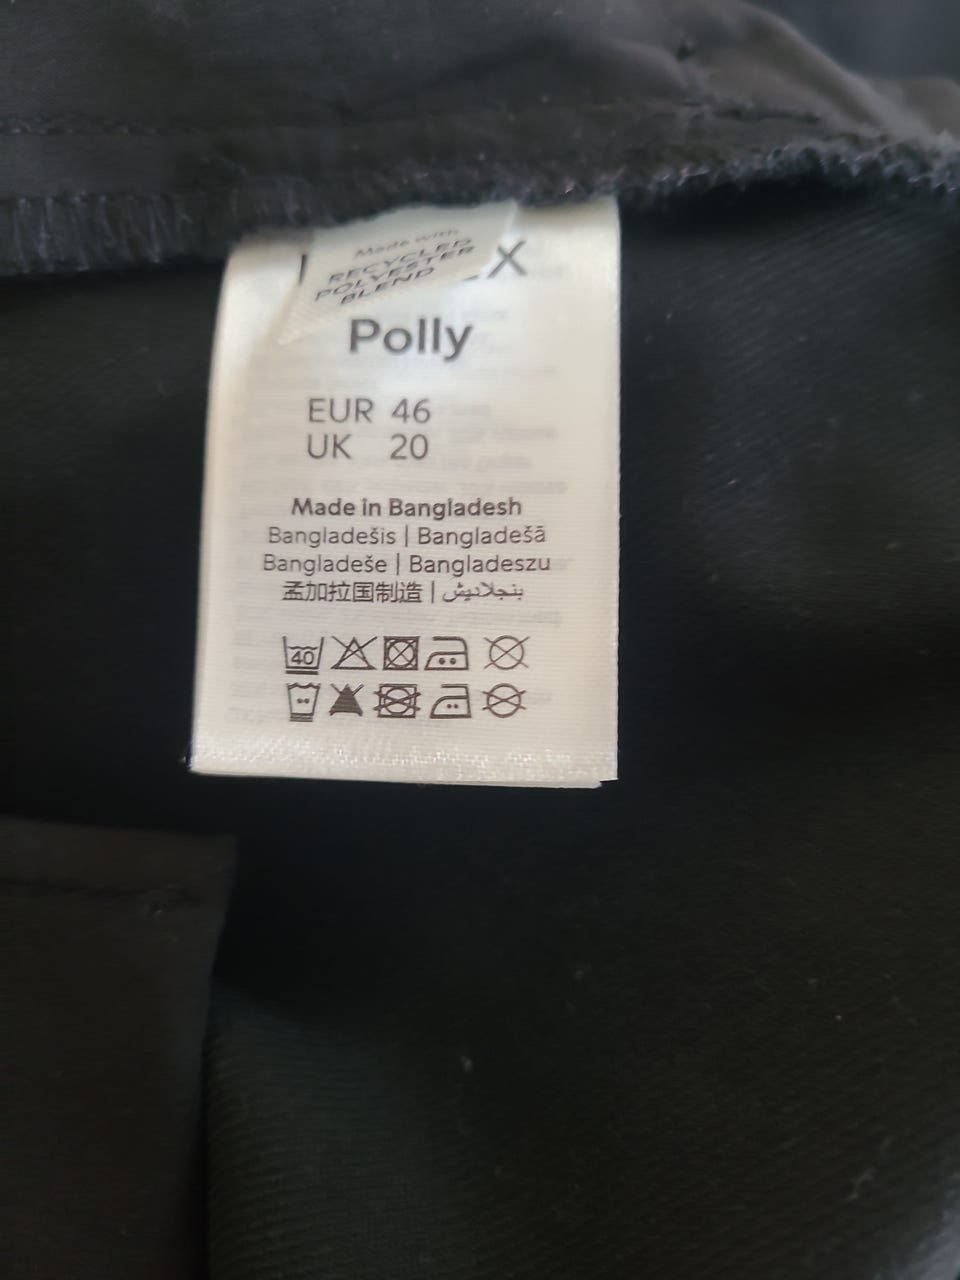 Made with
RECYCLED
POLYESTER
BLEND
Polly
EUR 46
UK 20
Made in Bangladesh
Bangladešis | Bangladešā
Bangladeše | Bangladeszu
孟加拉国制造 | بنجلاديش
40